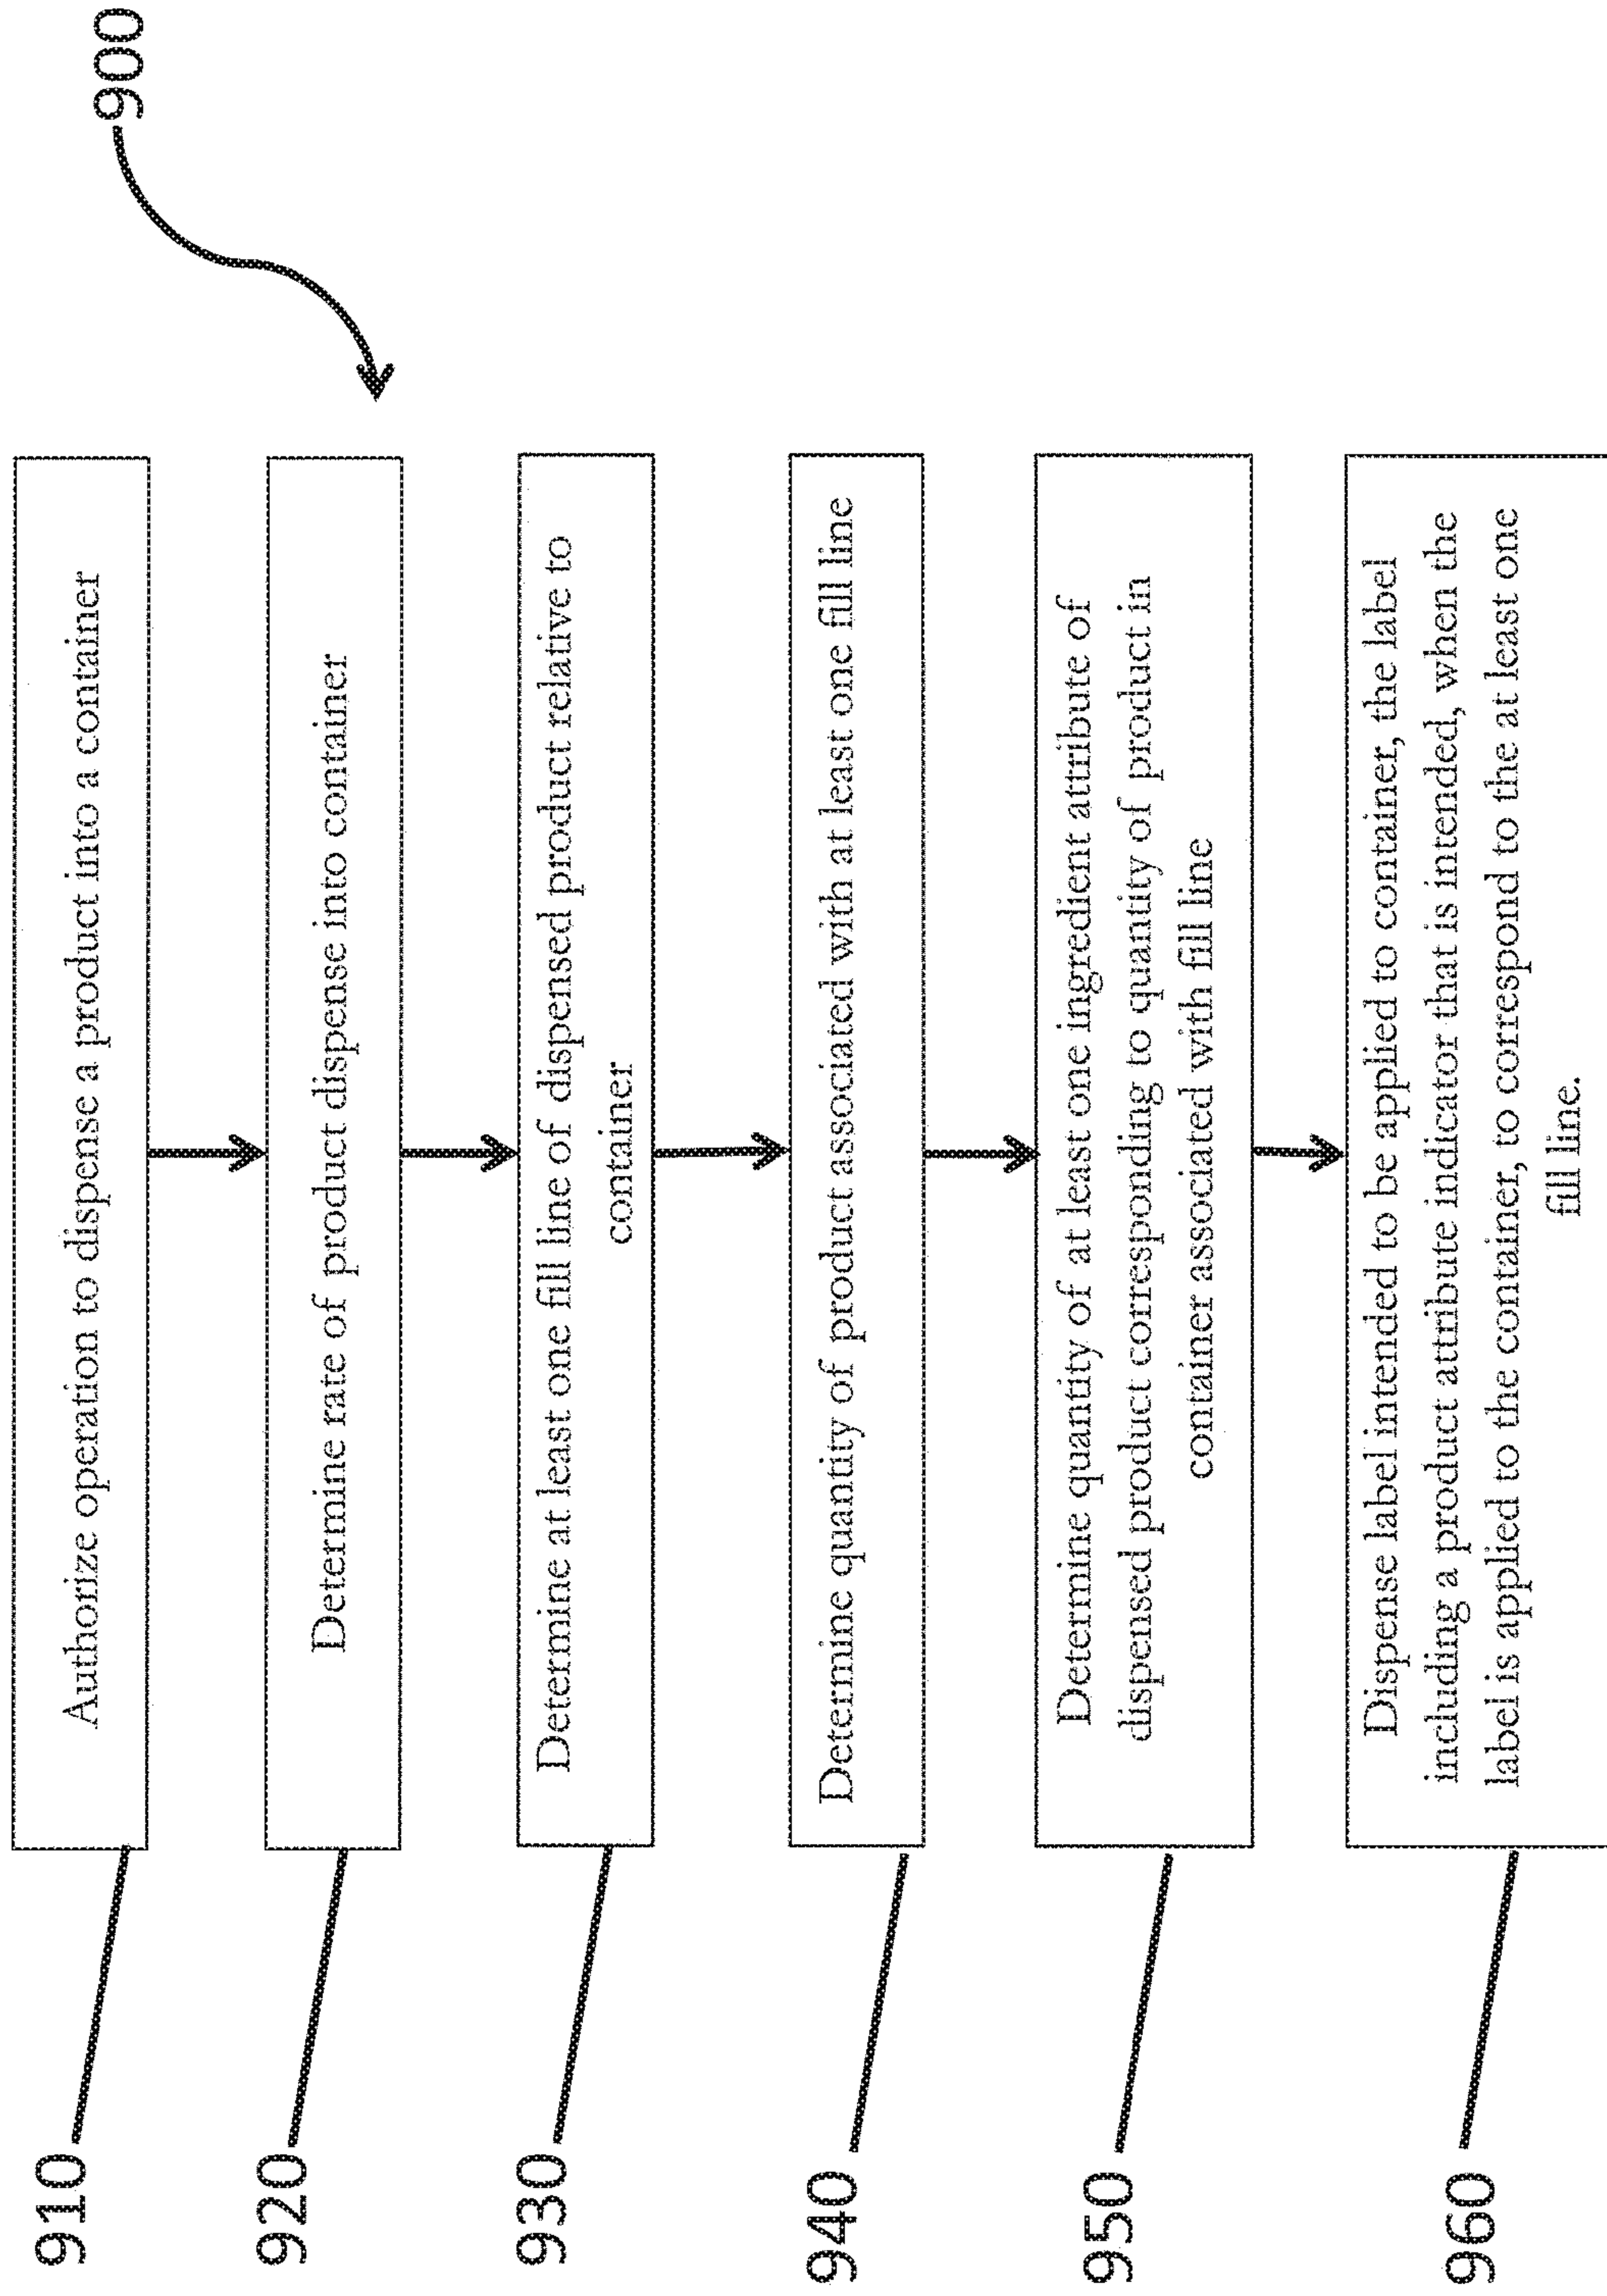 900
910
Authorize operation to dispense a product into a container
920
Determine rate of product dispense into container
930
Determine at least one fill line of dispensed product relative to
container
940
Determine quantity of product associated with at least one fill line
950
Determine quantity of at least one ingredient attribute of
dispensed product corresponding to quantity of product in
container associated with fill line
960
Dispense label intended to be applied to container, the label
including a product attribute indicator that is intended, when the
label is applied to the container, to correspond to the at least one
fill line.